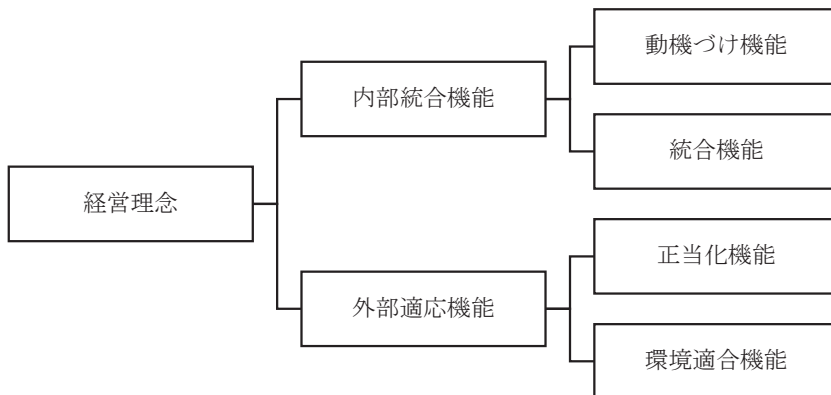 経営理念
内部統合機能
動機づけ機能
統合機能
外部適応機能
正当化機能
環境適合機能